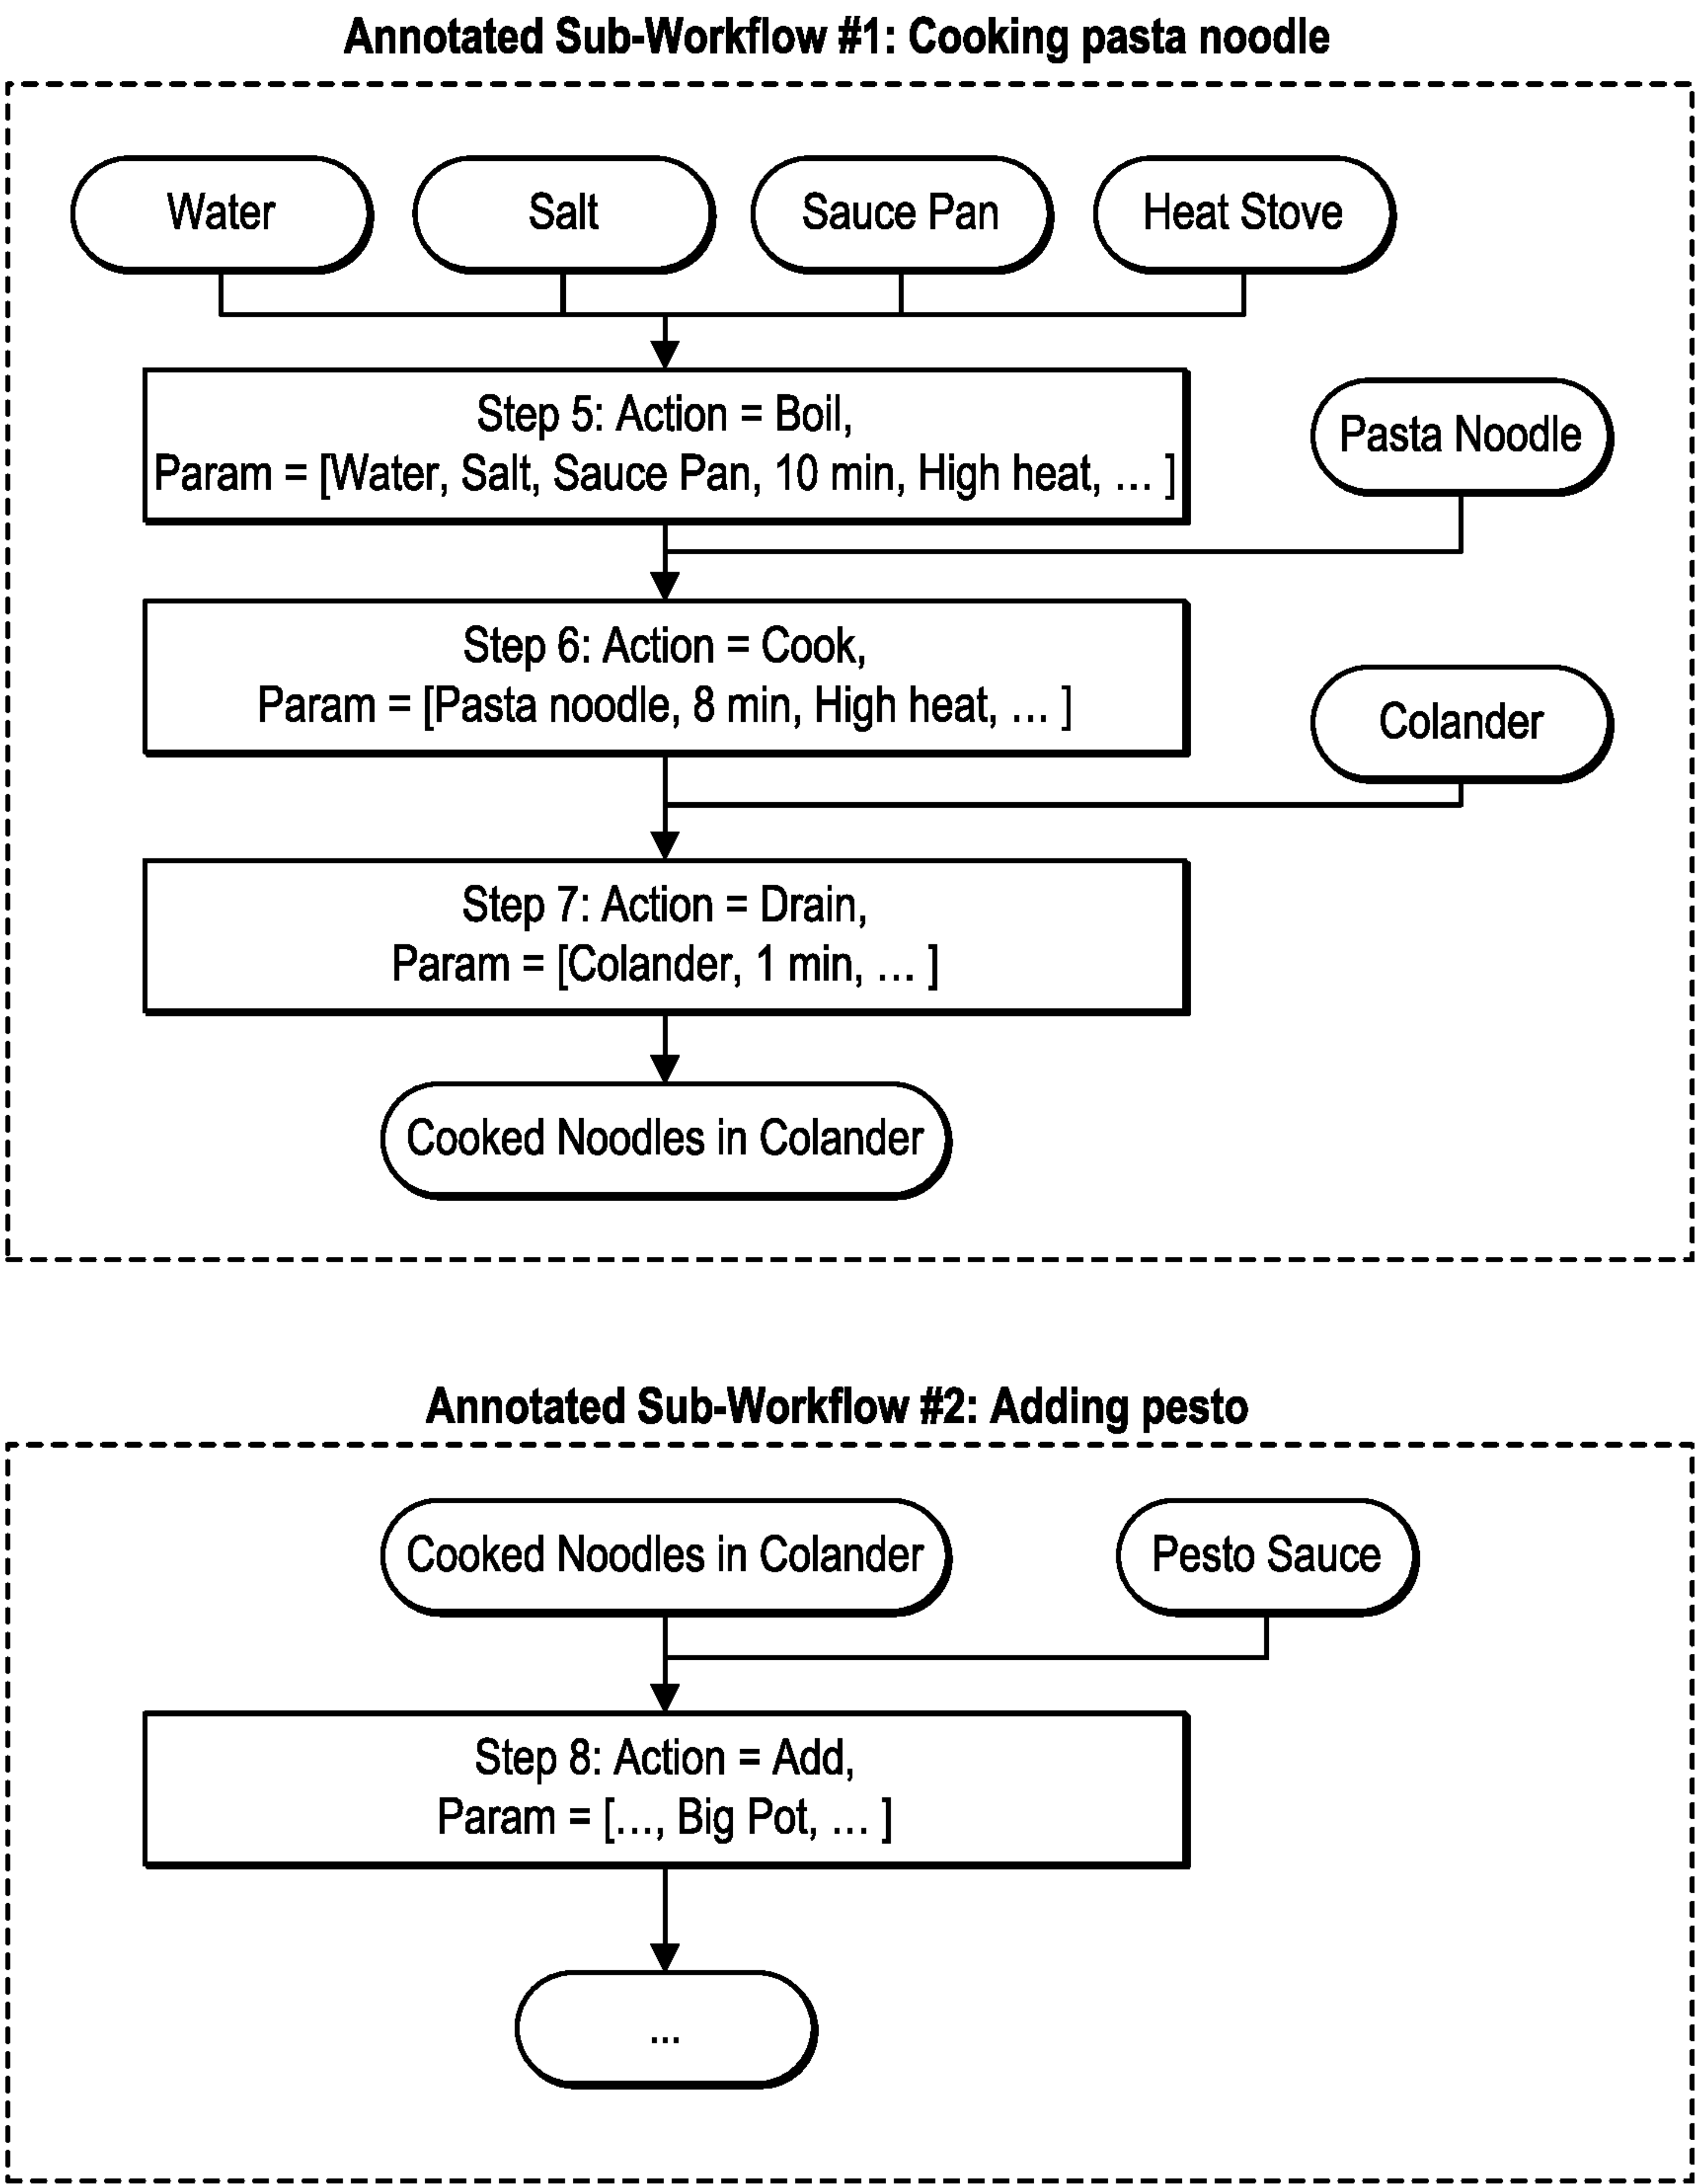 Annotated Sub-Workflow #1: Cooking pasta noodle
Water
Salt
Sauce Pan
Heat Stove
Step 5: Action = Boil,
Param = [Water, Salt, Sauce Pan, 10 min, High heat, ... ]
Pasta Noodle
Step 6: Action = Cook,
Param = [Pasta noodle, 8 min, High heat, ... ]
Colander
Step 7: Action = Drain,
Param = [Colander, 1 min, ... ]
Cooked Noodles in Colander
Annotated Sub-Workflow #2: Adding pesto
Cooked Noodles in Colander
Pesto Sauce
Step 8: Action = Add,
Param = [..., Big Pot, ... ]
...